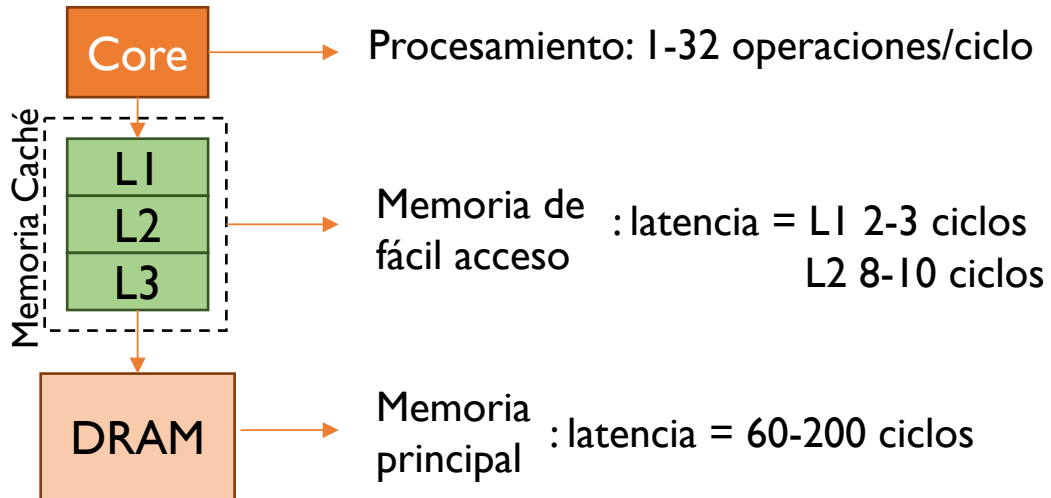 Core
Procesamiento: 1-32 operaciones/ciclo
Memoria Caché
L1
L2
L3
Memoria de
fácil acceso
: latencia = L1 2-3 ciclos
L2 8-10 ciclos
DRAM
Memoria
principal
: latencia = 60-200 ciclos